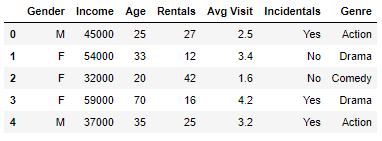 Gender Income Age Rentals Avg Visit Incidentals Genre
0 M 45000 25 27 2.5 Yes Action
1 F 54000 33 12 3.4 No Drama
2 F 32000 20 42 1.6 No Comedy
3 F 59000 70 16 4.2 Yes Drama
4 M 37000 35 25 3.2 Yes Action